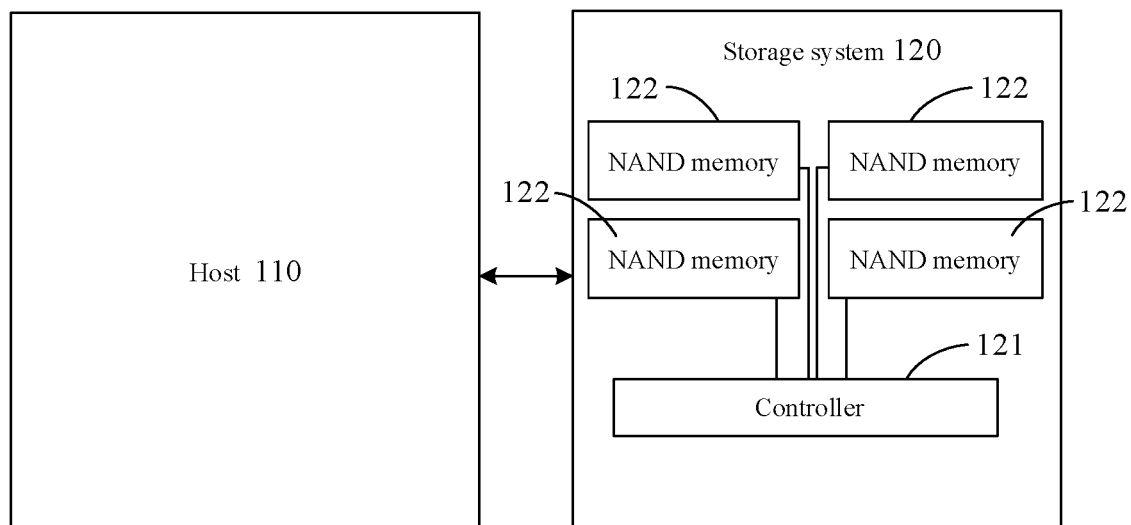 Storage system 120
122
122
NAND memory
NAND memory
122
122
NAND memory
NAND memory
Host 110
121
Controller